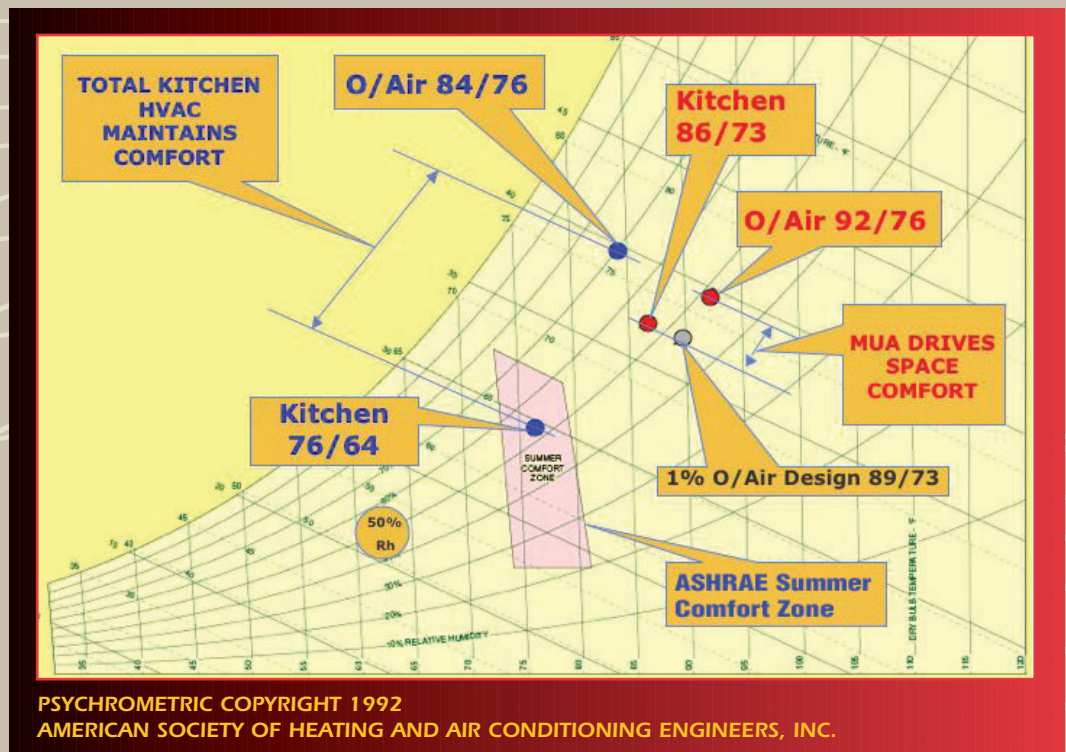 TOTAL KITCHEN
HVAC
MAINTAINS
COMFORT
O/Air 84/76
Kitchen
86/73
O/Air 92/76
MUA DRIVES
SPACE
COMFORT
Kitchen
76/64
1% O/Air Design 89/73
SUMMER
COMFORT
ZONE
50%
Rh
ASHRAE Summer
Comfort Zone
30%
20%
10% RELATIVE HUMIDITY
DRY BULB TEMPERATURE - °F
35 40 45 50 55 60 65 70 75 80 85 90 95 100 105 110 115 120
PSYCHROMETRIC COPYRIGHT 1992
AMERICAN SOCIETY OF HEATING AND AIR CONDITIONING ENGINEERS, INC.